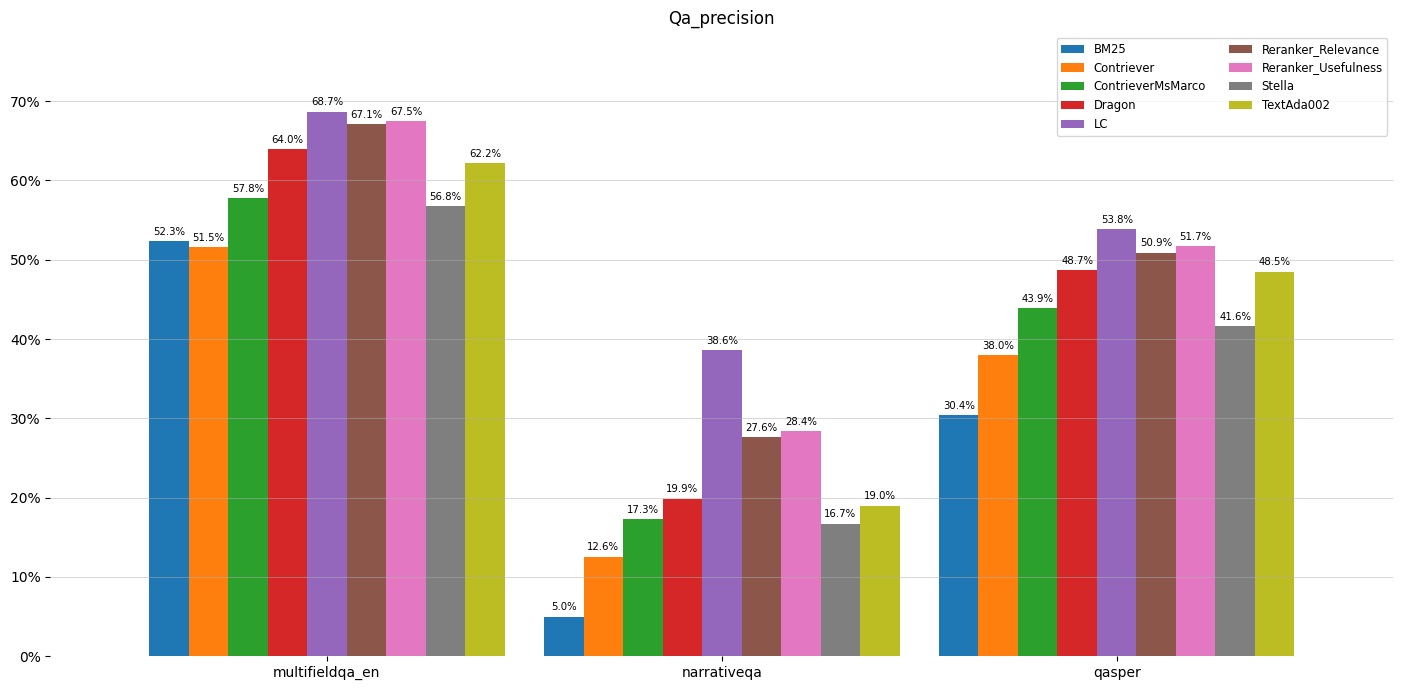 Qa_precision
BM25
Contriever
ContrieverMsMarco
Dragon
LC
Reranker_Relevance
Reranker_Usefulness
Stella
TextAda002
70%
60%
50%
40%
30%
20%
10%
0%
52.3%
51.5%
57.8%
64.0%
68.7%
67.1%
67.5%
56.8%
62.2%
5.0%
12.6%
17.3%
19.9%
38.6%
27.6%
28.4%
16.7%
19.0%
30.4%
38.0%
43.9%
48.7%
53.8%
50.9%
51.7%
41.6%
48.5%
multifieldqa_en
narrativeqa
qasper